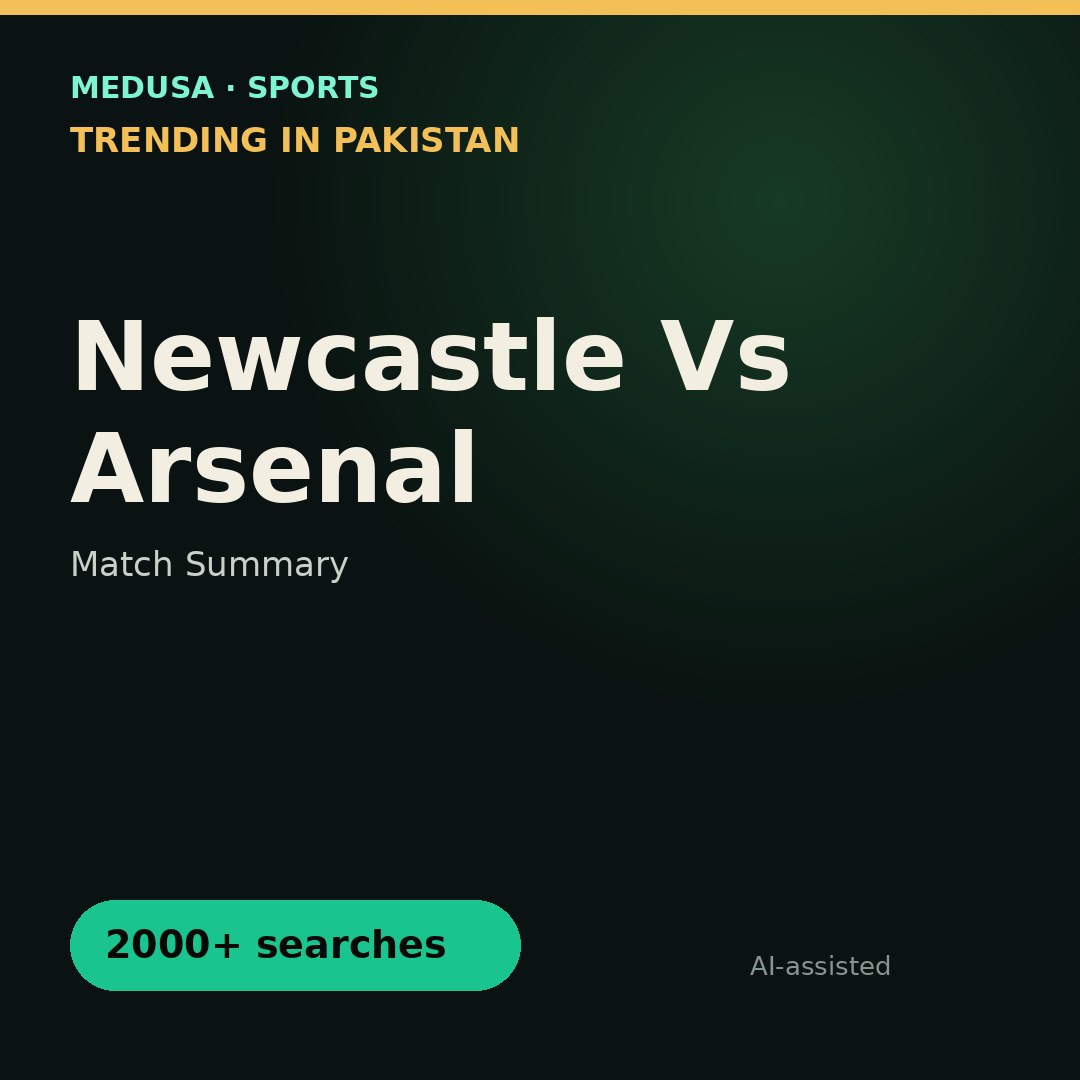 MEDUSA · SPORTS
TRENDING IN PAKISTAN
Newcastle Vs
Arsenal
Match Summary
2000+ searches
AI-assisted